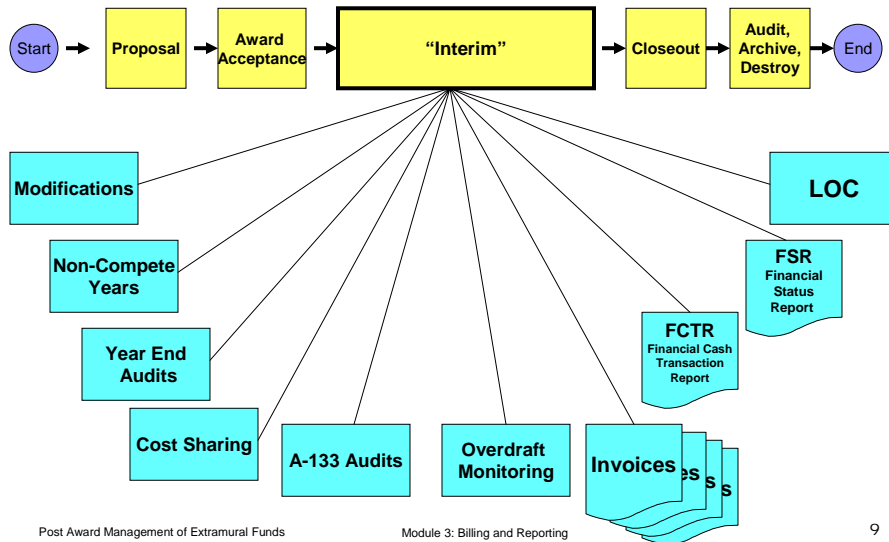 Start
Proposal
Award
Acceptance
“Interim”
Closeout
Audit,
Archive,
Destroy
End
Modifications
LOC
Non-Compete
Years
FSR
Financial
Status
Report
Year End
Audits
FCTR
Financial Cash
Transaction
Report
Cost Sharing
A-133 Audits
Overdraft
Monitoring
Invoices
es
s
s
Post Award Management of Extramural Funds
Module 3: Billing and Reporting
9